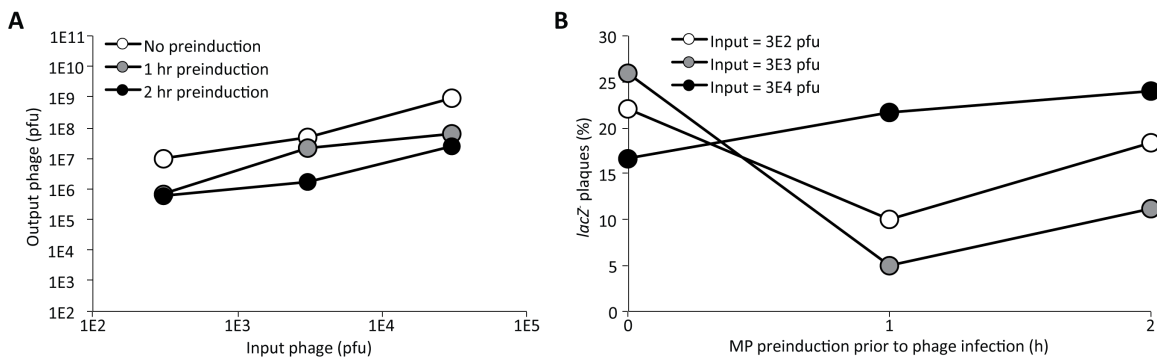 A
Output phage (pfu)
1E11
1E10
1E9
1E8
1E7
1E6
1E5
1E4
1E3
1E2
No preinduction
1 hr preinduction
2 hr preinduction
1E2 1E3 1E4 1E5
Input phage (pfu)
B
lacZ⁻ plaques (%)
30
25
20
15
10
5
0
Input = 3E2 pfu
Input = 3E3 pfu
Input = 3E4 pfu
0 1 2
MP preinduction prior to phage infection (h)